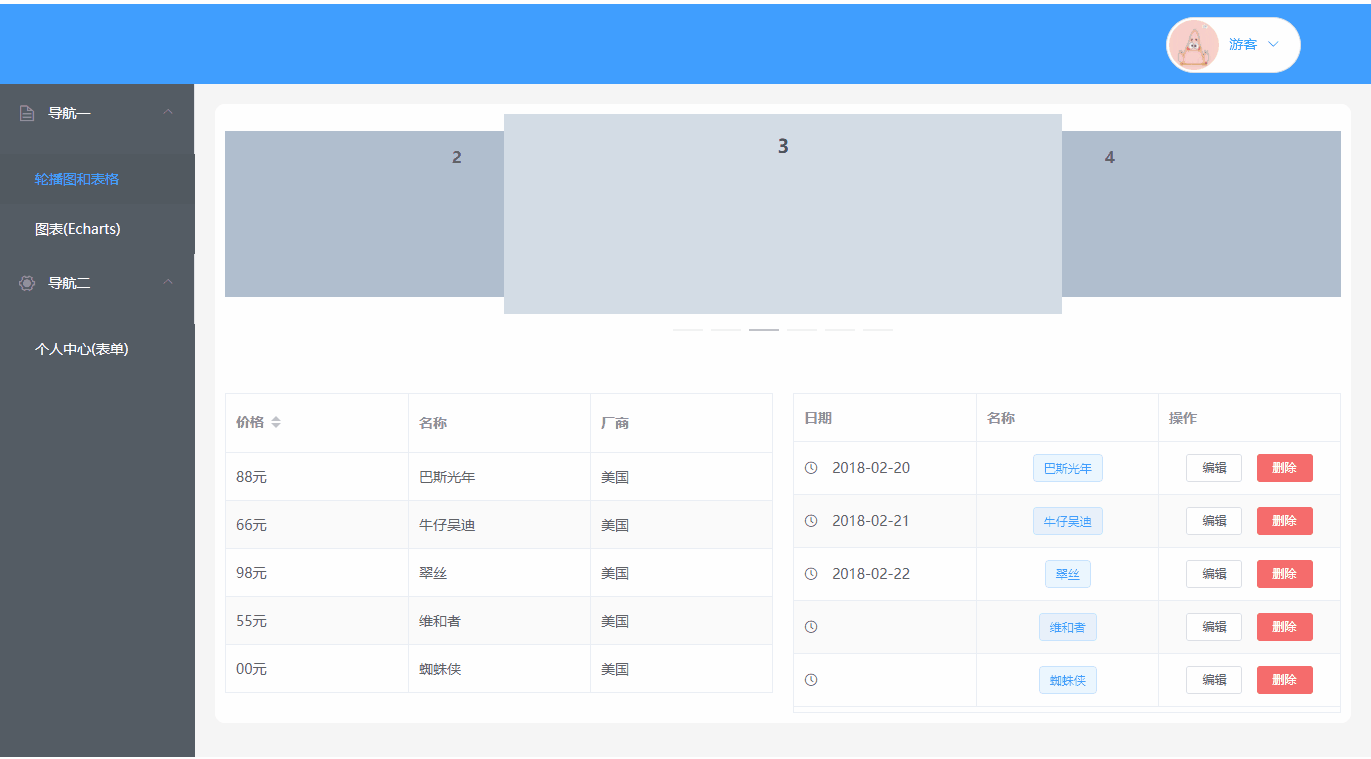 游客
导航一
轮播图和表格
图表(Echarts)
导航二
个人中心(表单)
2
3
4
价格 名称 厂商
88元 巴斯光年 美国
66元 牛仔吴迪 美国
98元 翠丝 美国
55元 维和者 美国
00元 蜘蛛侠 美国
日期 名称 操作
2018-02-20 巴斯光年 编辑 删除
2018-02-21 牛仔吴迪 编辑 删除
2018-02-22 翠丝 编辑 删除
维和者 编辑 删除
蜘蛛侠 编辑 删除